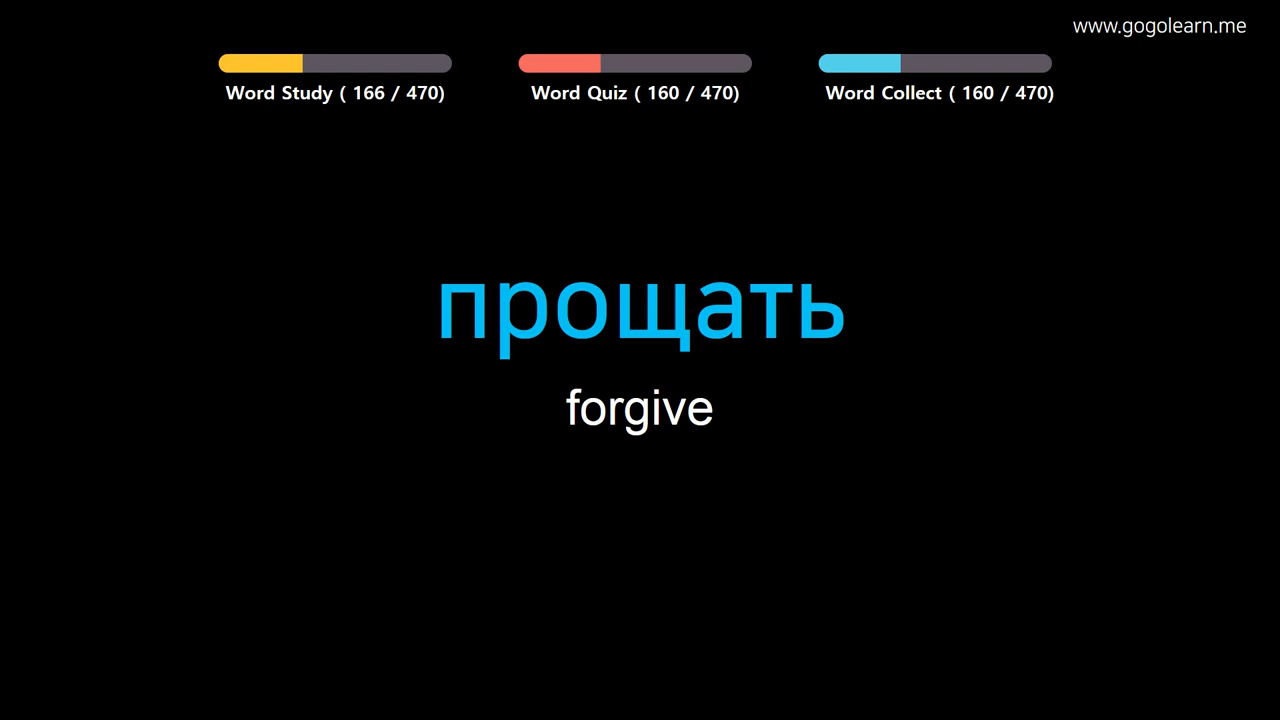 www.gogolearn.me
Word Study ( 166 / 470)
Word Quiz ( 160 / 470)
Word Collect ( 160 / 470)
прощать
forgive